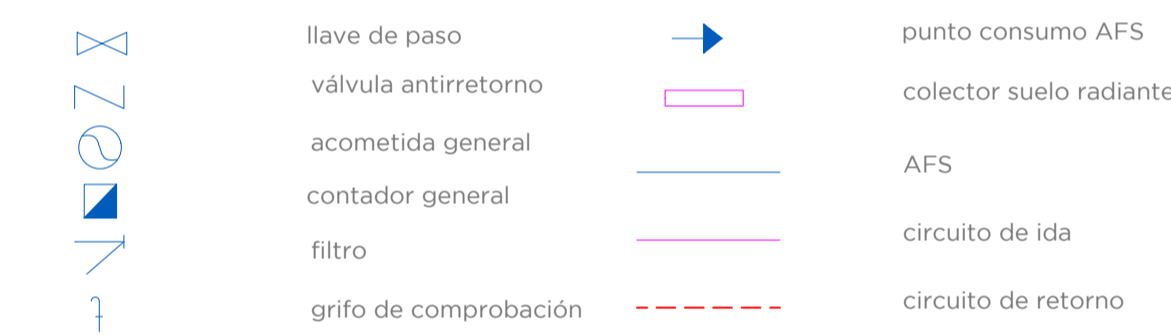 llave de paso
válvula antirretorno
acometida general
contador general
filtro
grifo de comprobación
punto consumo AFS
colector suelo radiante
AFS
circuito de ida
circuito de retorno